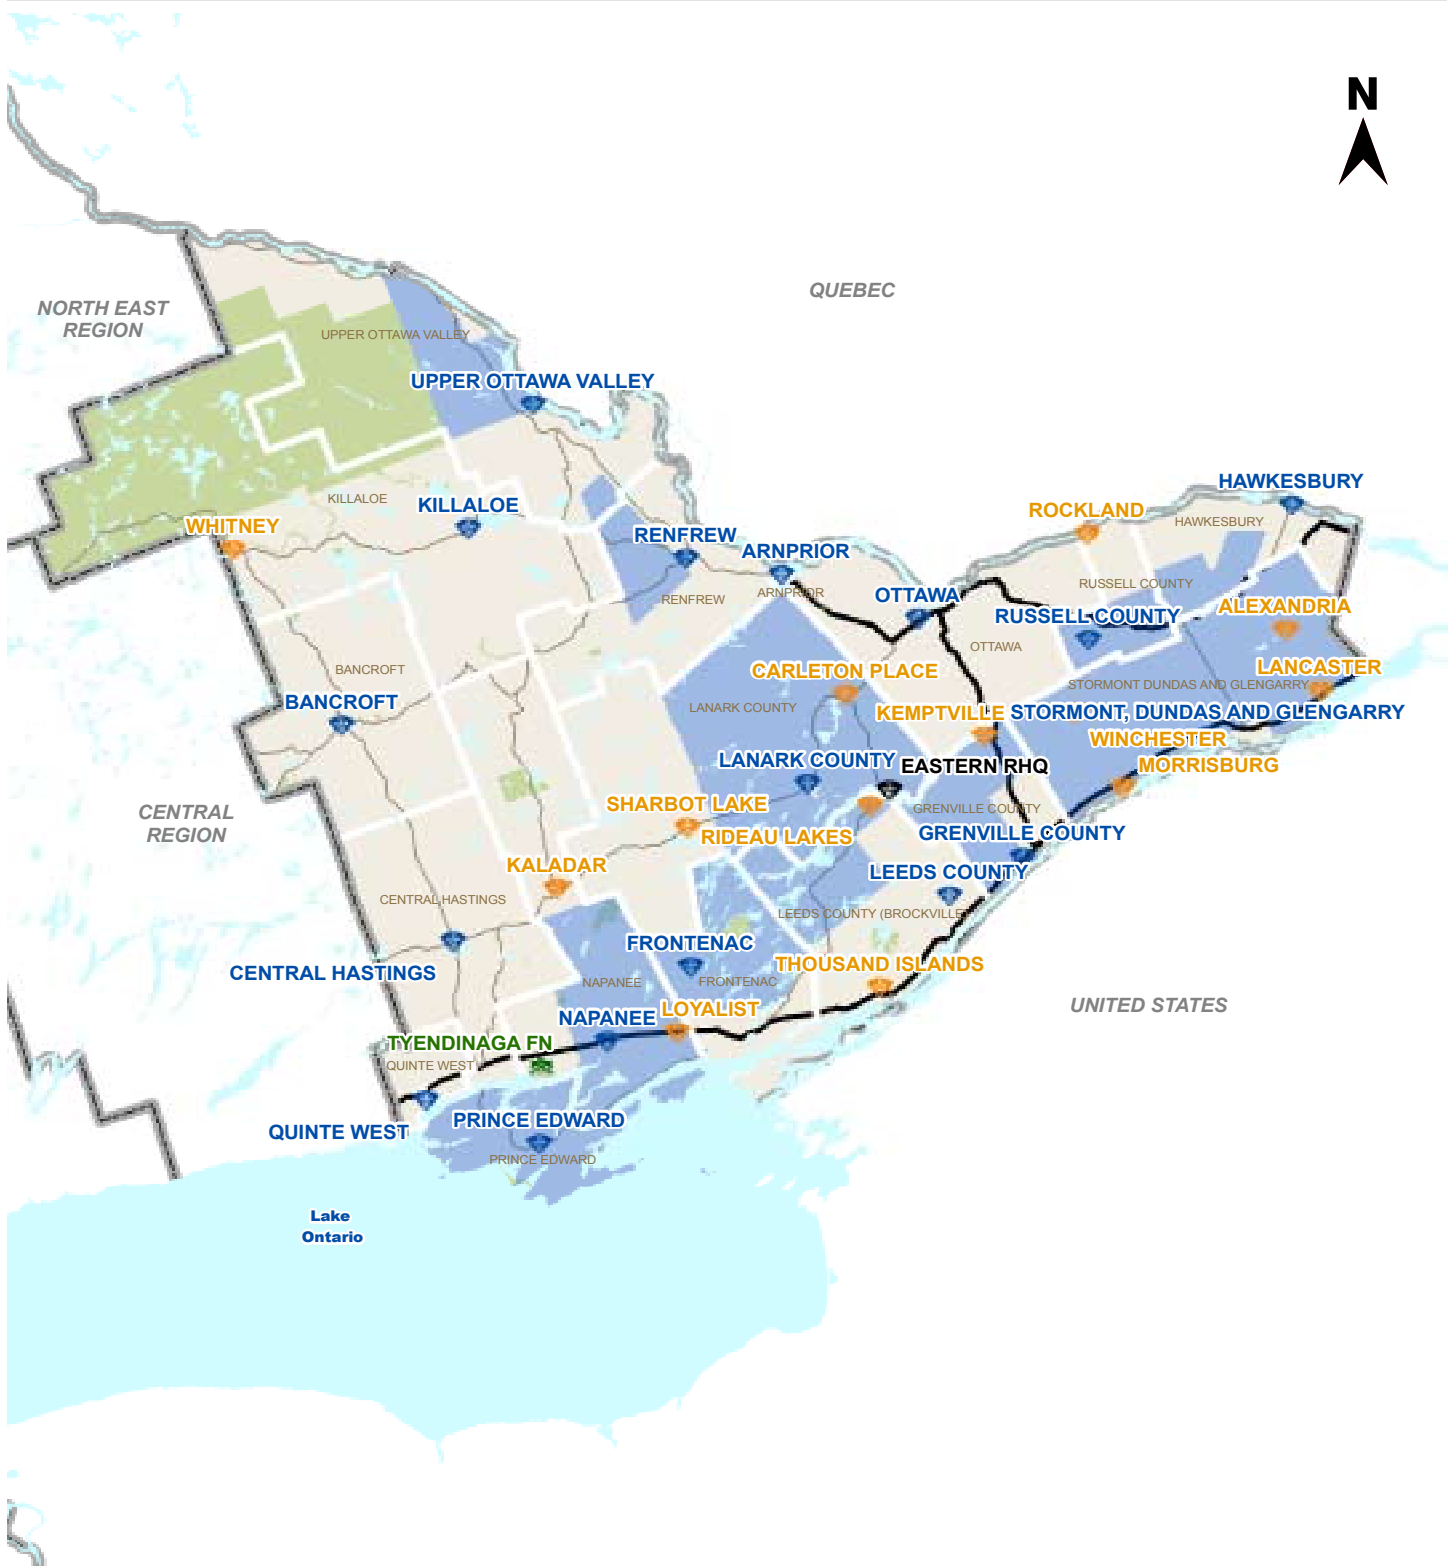 N
QUEBEC
NORTH EAST
REGION
UPPER OTTAWA VALLEY
UPPER OTTAWA VALLEY
HAWKESBURY
KILLALOE
KILLALOE
ROCKLAND
HAWKESBURY
WHITNEY
RENFREW
ARNPRIOR
RUSSELL COUNTY
RENFREW
ARNPRIOR
OTTAWA
RUSSELL COUNTY
ALEXANDRIA
OTTAWA
BANCROFT
CARLETON PLACE
LANCASTER
STORMONT DUNDAS AND GLENGARRY
BANCROFT
LANARK COUNTY
KEMPTVILLE
STORMONT, DUNDAS AND GLENGARRY
WINCHESTER
LANARK COUNTY
EASTERN RHQ
MORRISBURG
CENTRAL
REGION
SHARBOT LAKE
GRENVILLE COUNTY
RIDEAU LAKES
GRENVILLE COUNTY
KALADAR
LEEDS COUNTY
CENTRAL HASTINGS
LEEDS COUNTY (BROCKVILLE)
FRONTENAC
CENTRAL HASTINGS
THOUSAND ISLANDS
NAPANEE
FRONTENAC
UNITED STATES
NAPANEE
LOYALIST
TYENDINAGA FN
QUINTE WEST
QUINTE WEST
PRINCE EDWARD
PRINCE EDWARD
Lake
Ontario